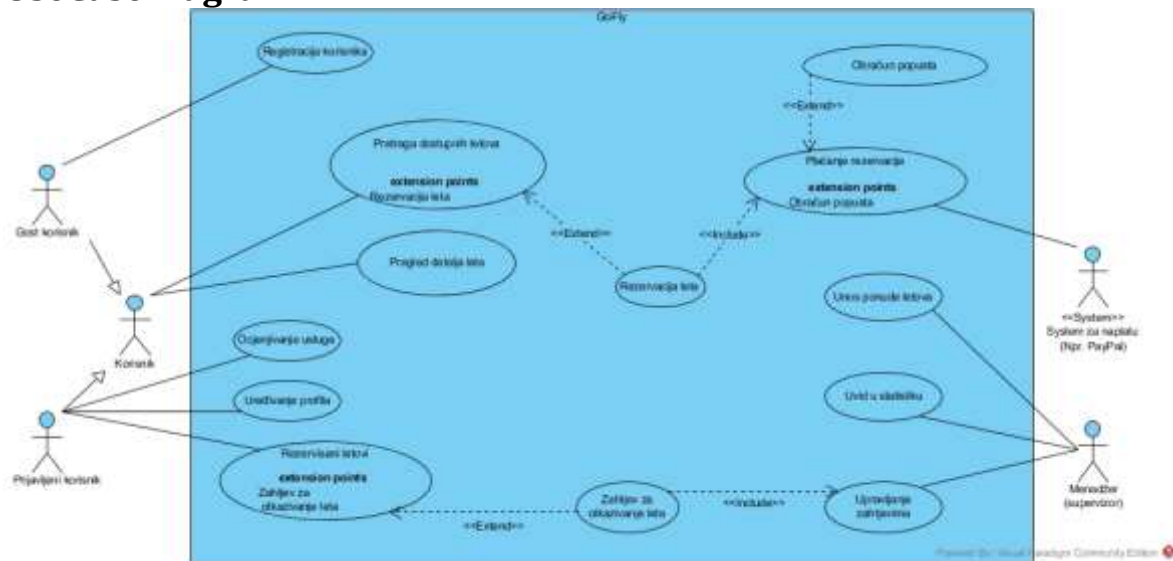 GoFly
Registracija korisnika
Obračun popusta
<<Extend>>
Pretraga dostupnih letova
extension points
Rezervacija leta
Plaćanje rezervacije
extension points
Obračun popusta
Gost korisnik
<<Extend>>
<<Include>>
Pregled detalja leta
Rezervacija leta
Unos ponude letova
<<System>>
System za naplatu
(Npr. PayPal)
Korisnik
Ocjenjivanje usluge
Uređivanje profila
Uvid u statistiku
Rezervisani letovi
extension points
Zahtjev za
otkazivanje leta
Prijavljeni korisnik
Zahtjev za
otkazivanje leta
<<Include>>
Upravljanje
zahtjevima
Menadžer
(supervizor)
<<Extend>>
Powered By: Visual Paradigm Community Edition